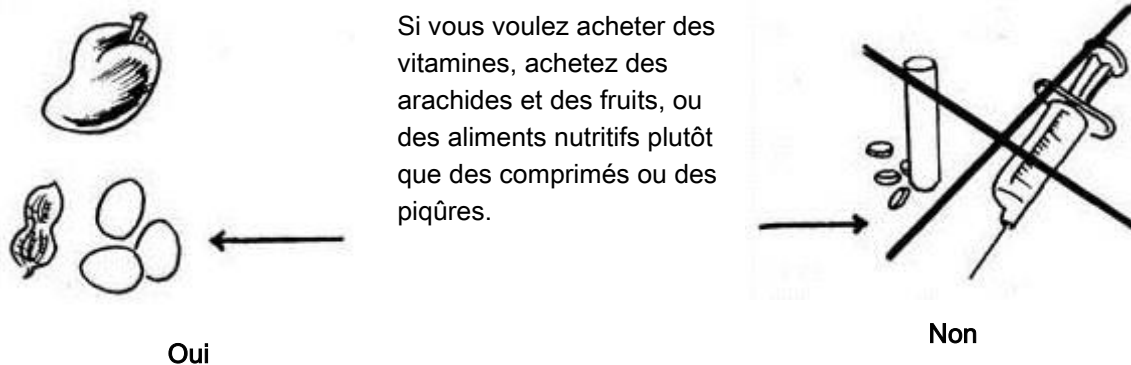 Si vous voulez acheter des
vitamines, achetez des
arachides et des fruits, ou
des aliments nutritifs plutôt
que des comprimés ou des
piqûres.
Oui
Non